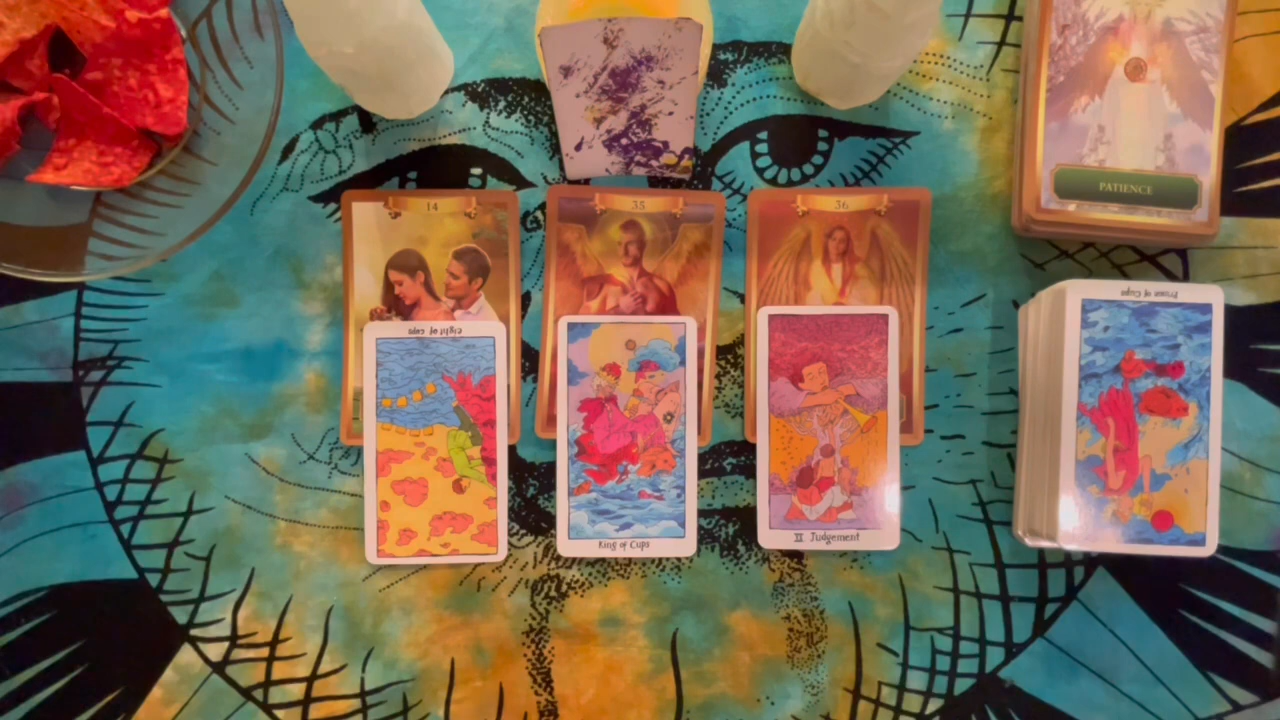 PATIENCE
14
35
36
Eight of Cups
King of Cups
II Judgement
Prince of Cups